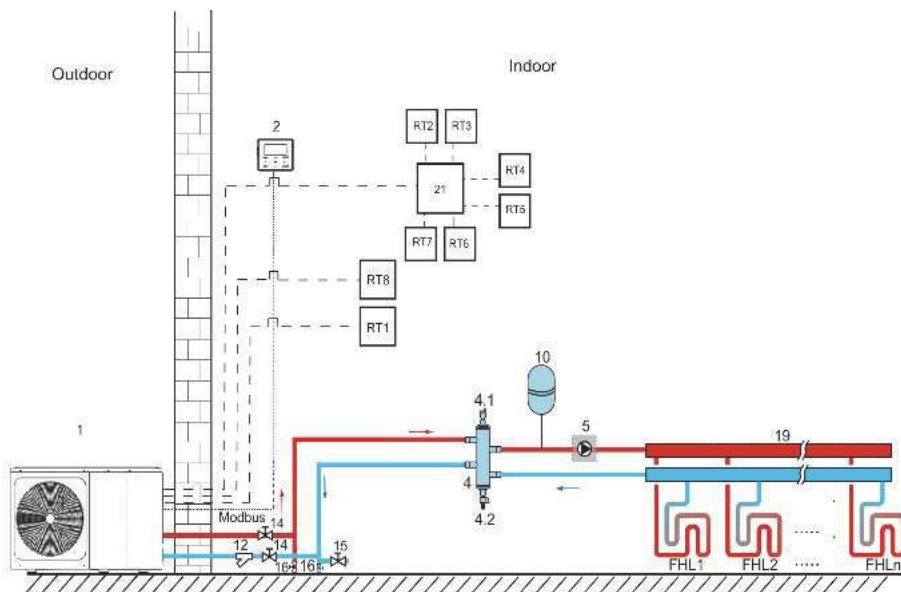 Outdoor
Indoor
2
RT2
RT3
RT4
21
RT5
RT7
RT6
RT8
RT1
10
4.1
5
19
1
4
4.2
Modbus
14
12
14
15
16
16
FHL1
FHL2
.....
.....
FHLn